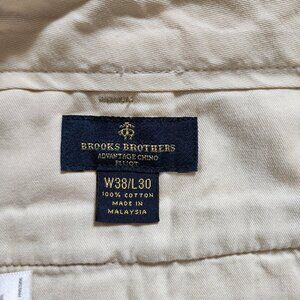 BROOKS BROTHERS
ADVANTAGE CHINO
ELLIOT
W38/L30
100% COTTON
MADE IN
MALAYSIA